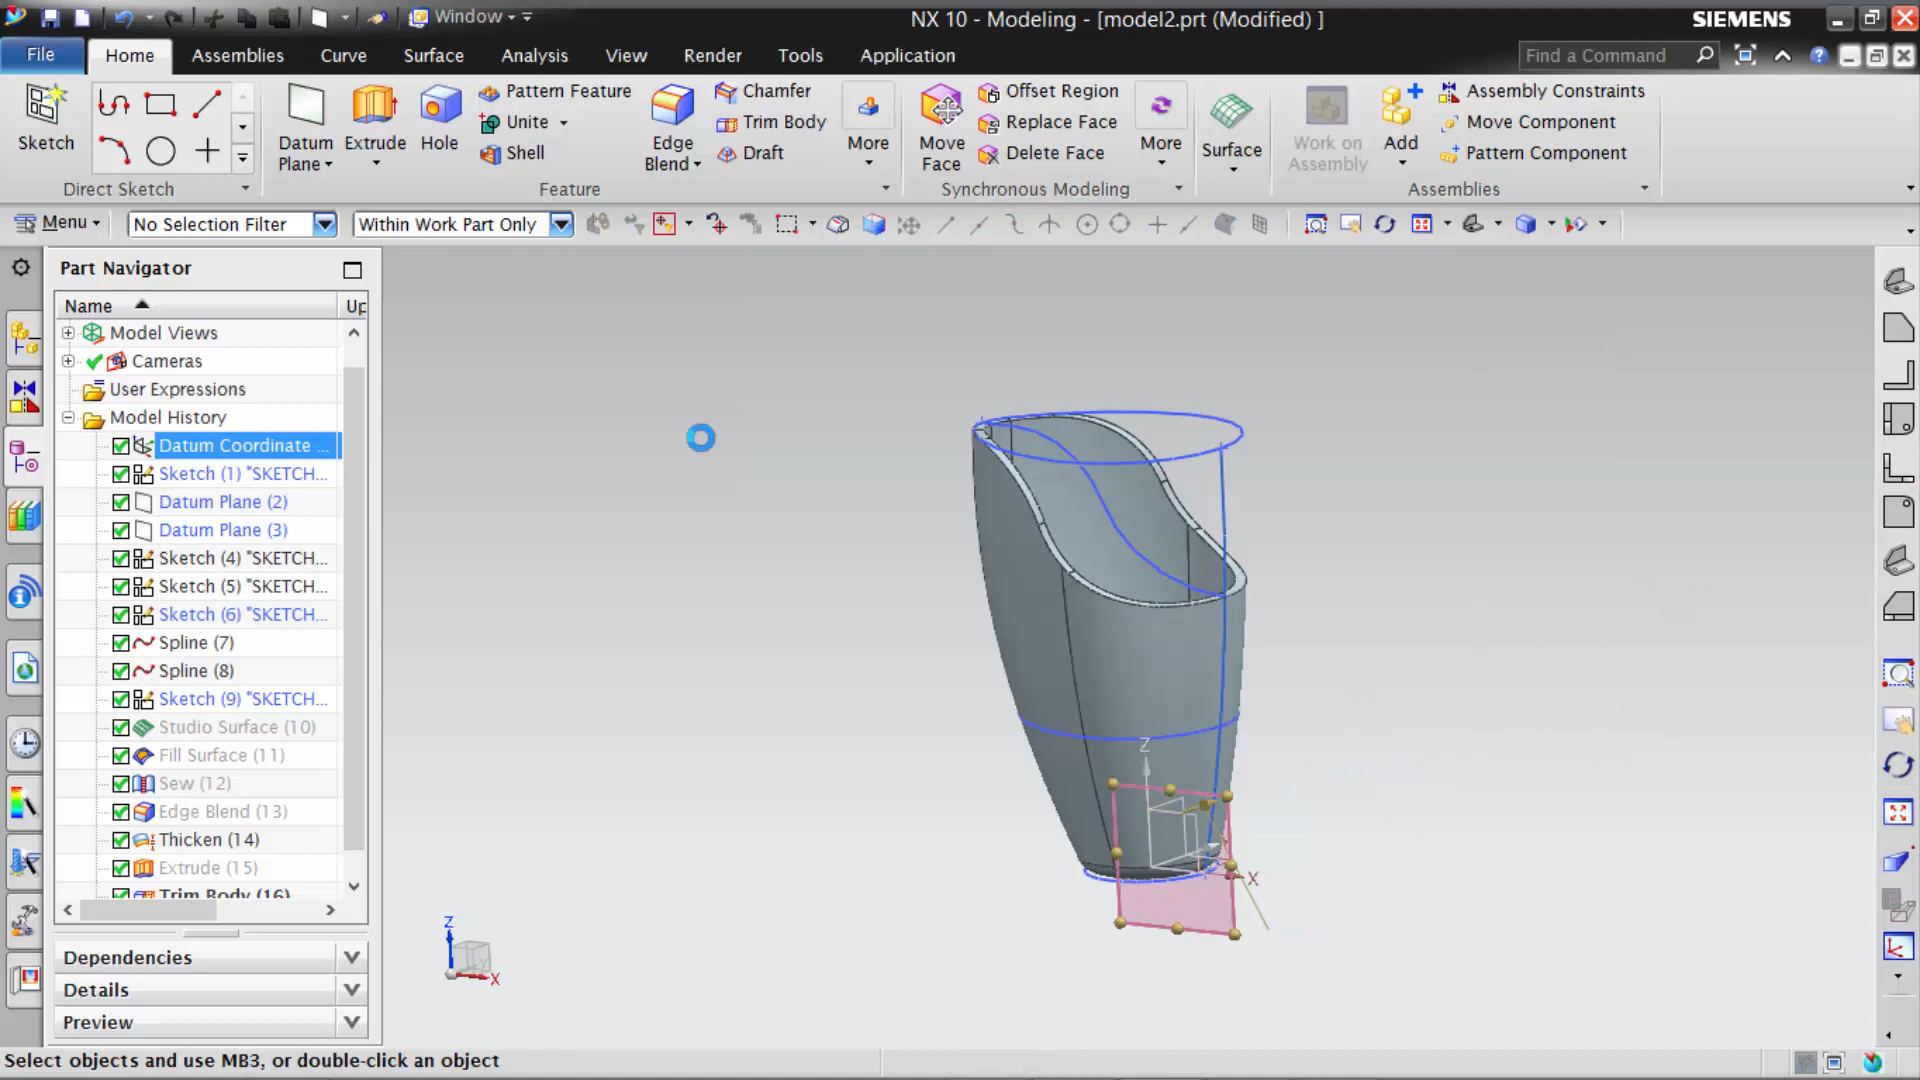 Window
NX 10 - Modeling - [model2.prt (Modified) ]
SIEMENS
File
Home
Assemblies
Curve
Surface
Analysis
View
Render
Tools
Application
Find a Command
Sketch
Direct Sketch
Datum
Plane
Extrude
Hole
Pattern Feature
Unite
Shell
Edge
Blend
Chamfer
Trim Body
Draft
More
Feature
Move
Face
Offset Region
Replace Face
Delete Face
More
Synchronous Modeling
Surface
Work on
Assembly
Add
Assembly Constraints
Move Component
Pattern Component
Assemblies
Menu
No Selection Filter
Within Work Part Only
Part Navigator
Name
Up
Model Views
Cameras
User Expressions
Model History
Datum Coordinate ...
Sketch (1) "SKETCH...
Datum Plane (2)
Datum Plane (3)
Sketch (4) "SKETCH...
Sketch (5) "SKETCH...
Sketch (6) "SKETCH...
Spline (7)
Spline (8)
Sketch (9) "SKETCH...
Studio Surface (10)
Fill Surface (11)
Sew (12)
Edge Blend (13)
Thicken (14)
Extrude (15)
Trim Body (16)
Dependencies
Details
Preview
Z
X
Z
X
Select objects and use MB3, or double-click an object